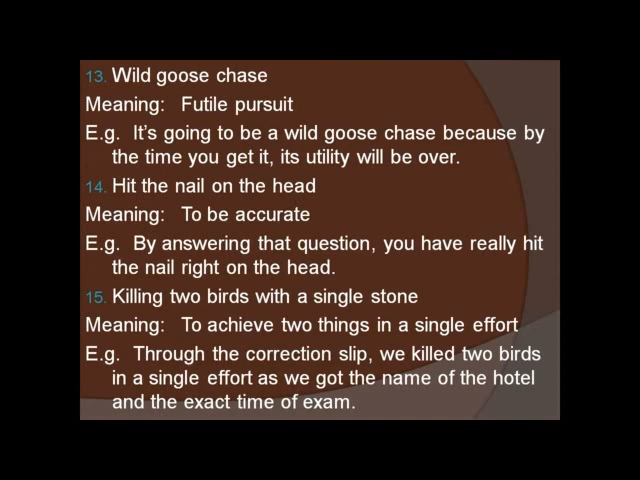 13. Wild goose chase
Meaning: Futile pursuit
E.g. It's going to be a wild goose chase because by
the time you get it, its utility will be over.
14. Hit the nail on the head
Meaning: To be accurate
E.g. By answering that question, you have really hit
the nail right on the head.
15. Killing two birds with a single stone
Meaning: To achieve two things in a single effort
E.g. Through the correction slip, we killed two birds
in a single effort as we got the name of the hotel
and the exact time of exam.